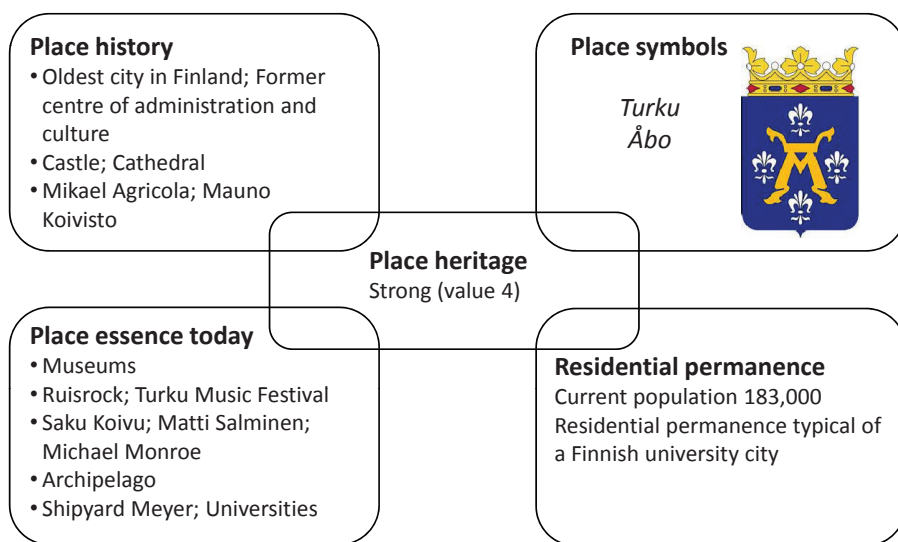 Place history
• Oldest city in Finland; Former
centre of administration and
culture
• Castle; Cathedral
• Mikael Agricola; Mauno
Koivisto
Place symbols
Turku
Åbo
Place heritage
Strong (value 4)
Place essence today
• Museums
• Ruisrock; Turku Music Festival
• Saku Koivu; Matti Salminen;
Michael Monroe
• Archipelago
• Shipyard Meyer; Universities
Residential permanence
Current population 183,000
Residential permanence typical of
a Finnish university city